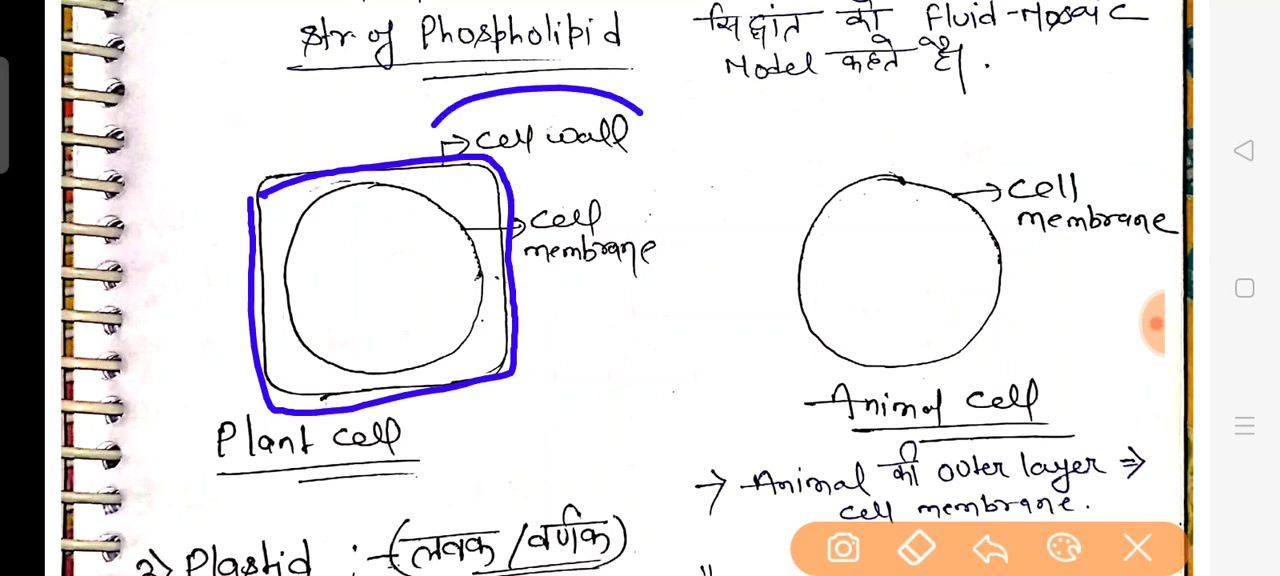 Str of Phospholipid
सिद्धांत को Fluid-Mosaic
Model कहते है।.
Cell wall
Cell
membrane
Plant cell
Cell
membrane
Animal cell
→ Animal की outer layer ⇒
cell membrane.
2) Plastid : – (लवक / वर्णक)